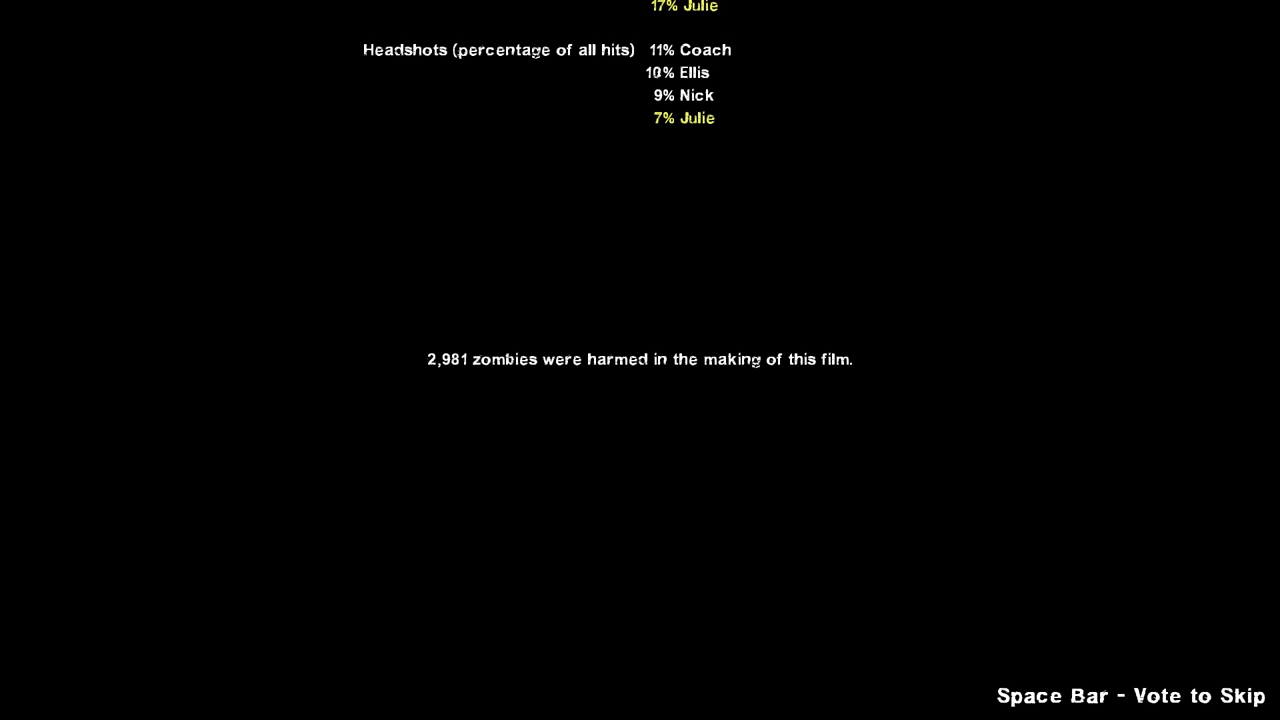 17% Julie
Headshots (percentage of all hits) 11% Coach
10% Ellis
9% Nick
7% Julie
2,981 zombies were harmed in the making of this film.
Space Bar - Vote to Skip